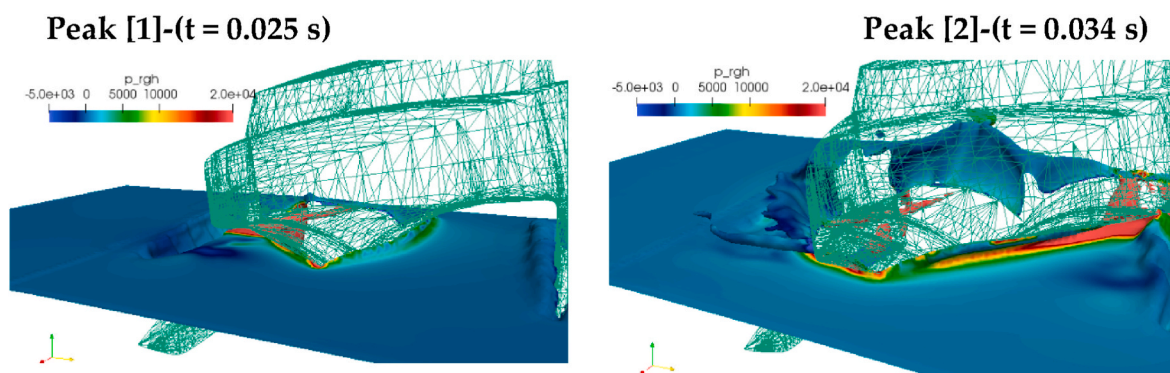 Peak [1]-(t = 0.025 s)
Peak [2]-(t = 0.034 s)
p_rgh
-5.0e+03 0 5000 10000 2.0e+04
p_rgh
-5.0e+03 0 5000 10000 2.0e+04